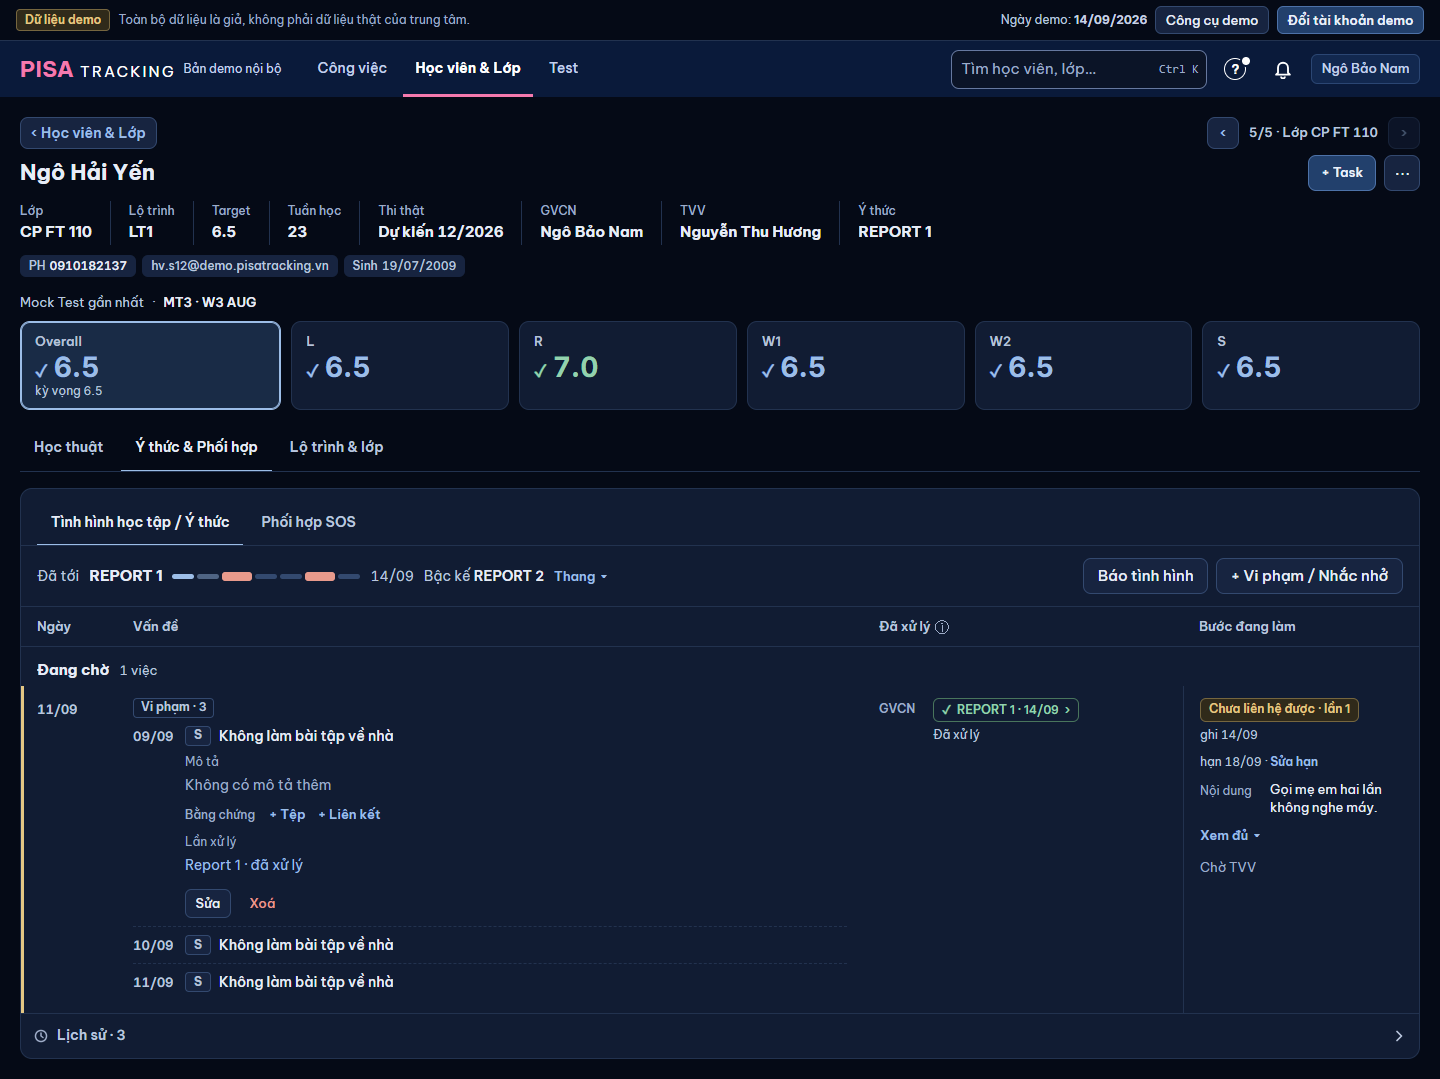 Dữ liệu demo Toàn bộ dữ liệu là giả, không phải dữ liệu thật của trung tâm. Ngày demo: 14/09/2026 Công cụ demo Đổi tài khoản demo
PISA TRACKING Bản demo nội bộ Công việc Học viên & Lớp Test Tìm học viên, lớp... Ctrl K ? Ngô Bảo Nam
‹ Học viên & Lớp ‹ 5/5 · Lớp CP FT 110 ›
Ngô Hải Yến + Task ...
Lớp Lộ trình Target Tuần học Thi thật GVCN TVV Ý thức
CP FT 110 LT1 6.5 23 Dự kiến 12/2026 Ngô Bảo Nam Nguyễn Thu Hương REPORT 1
PH 0910182137 hv.s12@demo.pisatracking.vn Sinh 19/07/2009
Mock Test gần nhất · MT3 · W3 AUG
Overall L R W1 W2 S
✓ 6.5 ✓ 6.5 ✓ 7.0 ✓ 6.5 ✓ 6.5 ✓ 6.5
kỳ vọng 6.5
Học thuật Ý thức & Phối hợp Lộ trình & lớp
Tình hình học tập / Ý thức Phối hợp SOS
Đã tới REPORT 1 14/09 Bậc kế REPORT 2 Thang Báo tình hình + Vi phạm / Nhắc nhở
Ngày Vấn đề Đã xử lý ⓘ Bước đang làm
Đang chờ 1 việc
11/09 Vi phạm · 3 GVCN ✓ REPORT 1 · 14/09 › Chưa liên hệ được · lần 1
09/09 S Không làm bài tập về nhà Đã xử lý ghi 14/09
Mô tả hạn 18/09 · Sửa hạn
Không có mô tả thêm Nội dung Gọi mẹ em hai lần
không nghe máy.
Bằng chứng + Tệp + Liên kết
Lần xử lý Xem đủ
Report 1 · đã xử lý Chờ TVV
Sửa Xoá
10/09 S Không làm bài tập về nhà
11/09 S Không làm bài tập về nhà
Lịch sử · 3